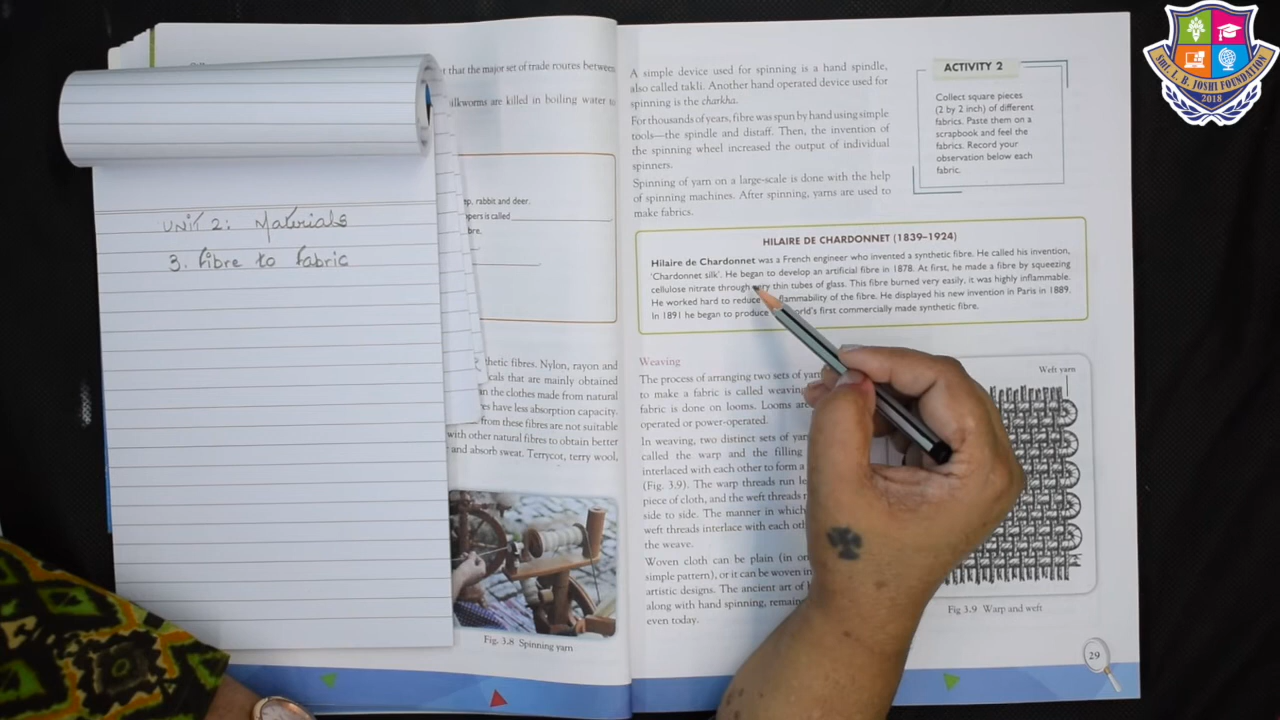 r that the major set of trade routes between
silkworms are killed in boiling water to
ep, rabbit and deer.
pers is called
bre.
UNIT 2: Materials
3. Fibre to fabric
thetic fibres. Nylon, rayon and
cals that are mainly obtained
an the clothes made from natural
es have less absorption capacity.
from these fibres are not suitable
with other natural fibres to obtain better
and absorb sweat. Terrycot, terry wool,
Fig. 3.8 Spinning yarn
A simple device used for spinning is a hand spindle,
also called takli. Another hand operated device used for
spinning is the charkha.
For thousands of years, fibre was spun by hand using simple
tools—the spindle and distaff. Then, the invention of
the spinning wheel increased the output of individual
spinners.
Spinning of yarn on a large-scale is done with the help
of spinning machines. After spinning, yarns are used to
make fabrics.
ACTIVITY 2
Collect square pieces
(2 by 2 inch) of different
fabrics. Paste them on a
scrapbook and feel the
fabrics. Record your
observation below each
fabric.
HILAIRE DE CHARDONNET (1839–1924)
Hilaire de Chardonnet was a French engineer who invented a synthetic fibre. He called his invention,
'Chardonnet silk'. He began to develop an artificial fibre in 1878. At first, he made a fibre by squeezing
cellulose nitrate through very thin tubes of glass. This fibre burned very easily, it was highly inflammable.
He worked hard to reduce flammability of the fibre. He displayed his new invention in Paris in 1889.
In 1891 he began to produce world's first commercially made synthetic fibre.
Weaving
The process of arranging two sets of yarn
to make a fabric is called weaving
fabric is done on looms. Looms are
operated or power-operated.
In weaving, two distinct sets of yar
called the warp and the filling
interlaced with each other to form a
(Fig. 3.9). The warp threads run le
piece of cloth, and the weft threads r
side to side. The manner in which
weft threads interlace with each oth
the weave.
Woven cloth can be plain (in on
simple pattern), or it can be woven in
artistic designs. The ancient art of h
along with hand spinning, remain
even today.
Weft yarn
Fig 3.9 Warp and weft
29
SMT. I. B. JOSHI FOUNDATION
2018